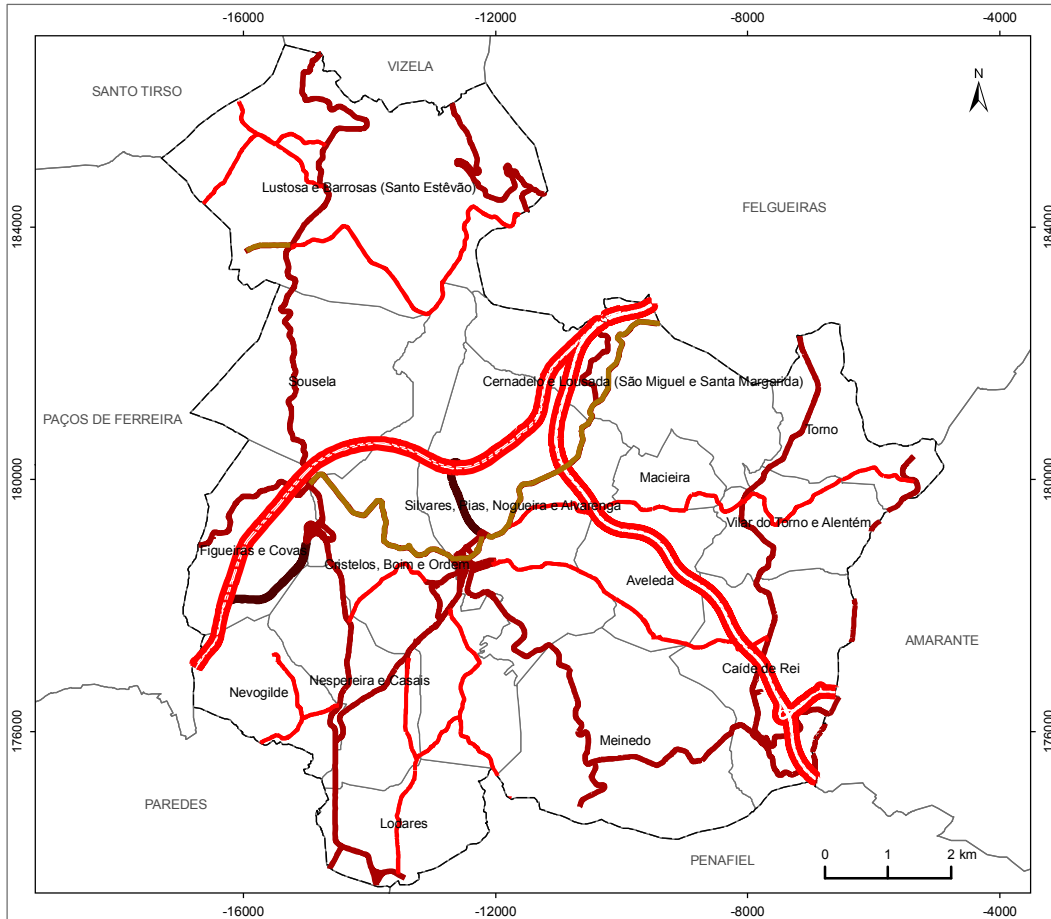 -16000 -12000 -8000 -4000
VIZELA
SANTO TIRSO
N
Lustosa e Barrosas (Santo Estêvão)
FELGUEIRAS
184000 184000
Sousela
Cernadelo e Lousada (São Miguel e Santa Margarida)
PAÇOS DE FERREIRA
Torno
180000 180000
Macieira
Silvares, Pias, Nogueira e Alvarenga
Vilar do Torno e Alentém
Figueiras e Covas
Cristelos, Boim e Ordem
Aveleda
AMARANTE
Caíde de Rei
Nespereira e Casais
Nevogilde
176000 176000
Meinedo
PAREDES
Lodares
0 1 2 km
PENAFIEL
-16000 -12000 -8000 -4000